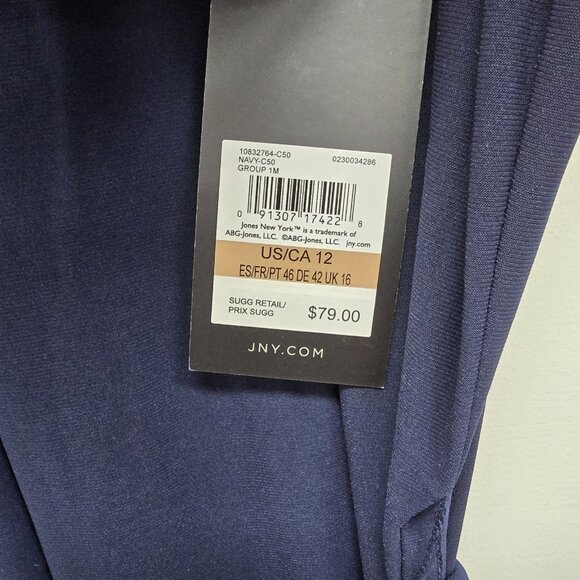 10832764-C50 0230034286
NAVY-C50
GROUP 1M
0 91307 17422 8
Jones New York™ is a trademark of
ABG-Jones, LLC. ©ABG-Jones, LLC. jny.com
US/CA 12
ES/FR/PT 46 DE 42 UK 16
SUGG RETAIL/
PRIX SUGG $79.00
JNY.COM